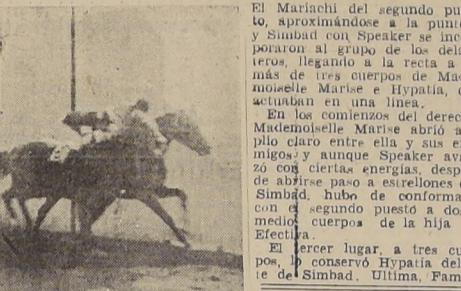 El Mariachi del segundo pu
to, aproximándose a la punt
y Simbad con Speaker se inc
poraron al grupo de los del
teros, llegando a la recta a
más de tres cuerpos de Ma
moiselle Marise e Hypatia,
actuaban en una línea.
En los comienzos del derec
Mademoiselle Marise abrió a
plio claro entre ella y sus e
migos y aunque Speaker ava
zó con ciertas energías, desp
de abrirse paso a estrellones
Simbad, hubo de conforma
con el segundo puesto a do
medio cuerpos de la hija
Efectiva.
El tercer lugar, a tres cu
pos, lo conservó Hypatia del
te de Simbad. Ultima, Fam